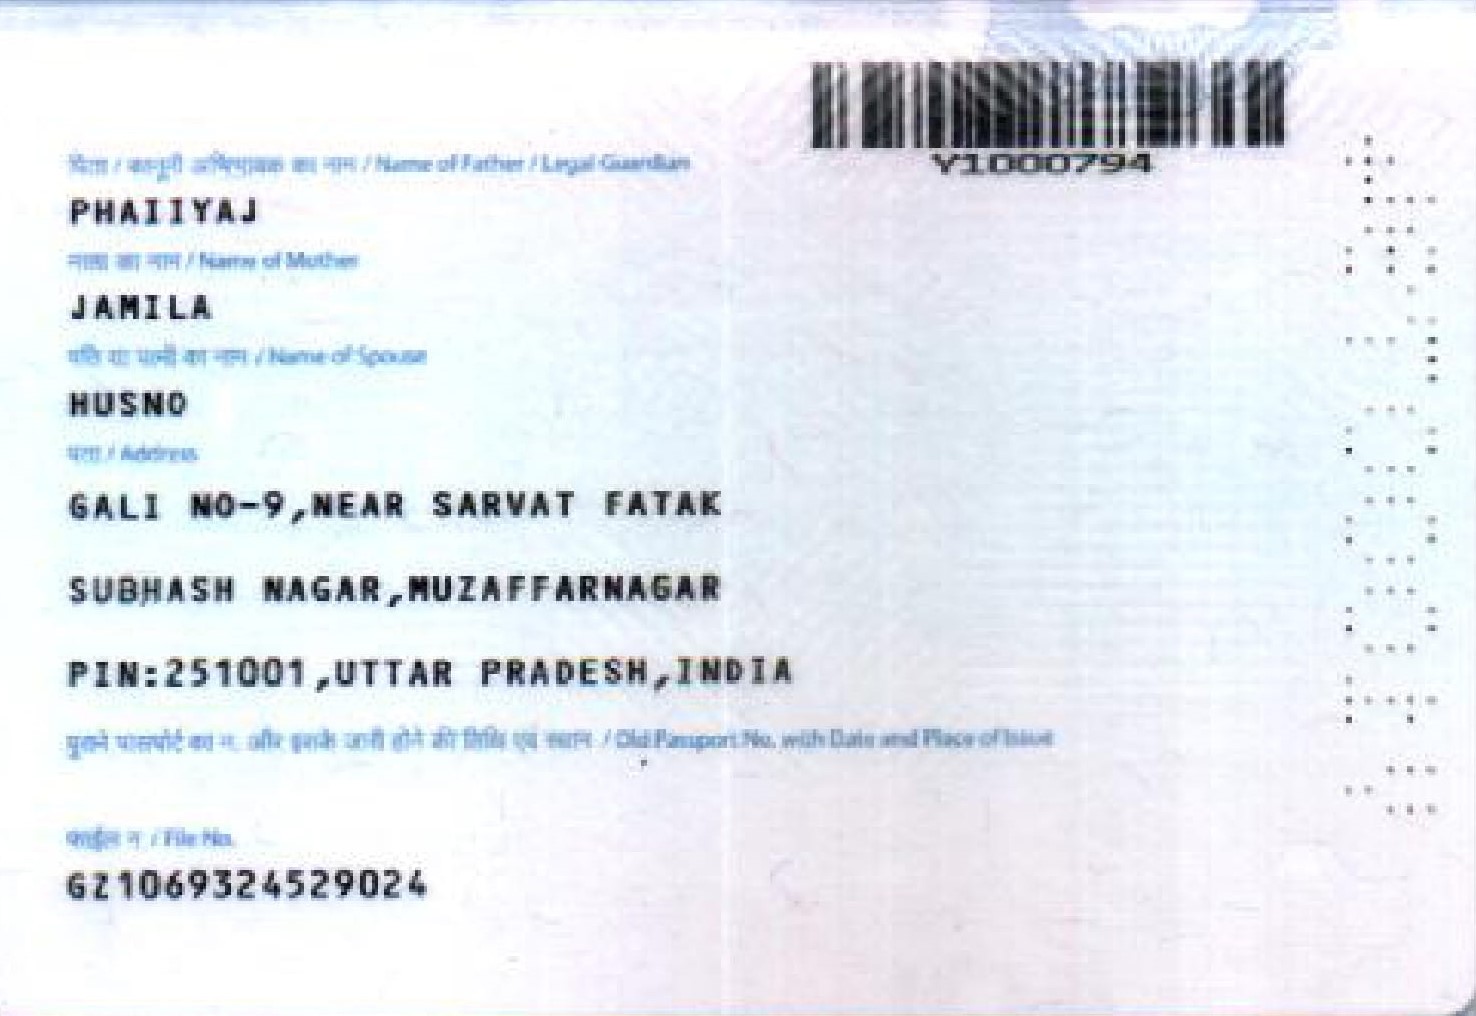 Y1000794
पिता / कानूनी अभिभावक का नाम / Name of Father / Legal Guardian
PHAIIYAJ
माता का नाम / Name of Mother
JAMILA
पति या पत्नी का नाम / Name of Spouse
HUSNO
पता / Address
GALI NO-9,NEAR SARVAT FATAK
SUBHASH NAGAR,MUZAFFARNAGAR
PIN:251001,UTTAR PRADESH,INDIA
पुराने पासपोर्ट का न. और इसके जारी होने की तिथि एवं स्थान / Old Passport No. with Date and Place of Issue
फाईल न / File No.
GZ1069324529024